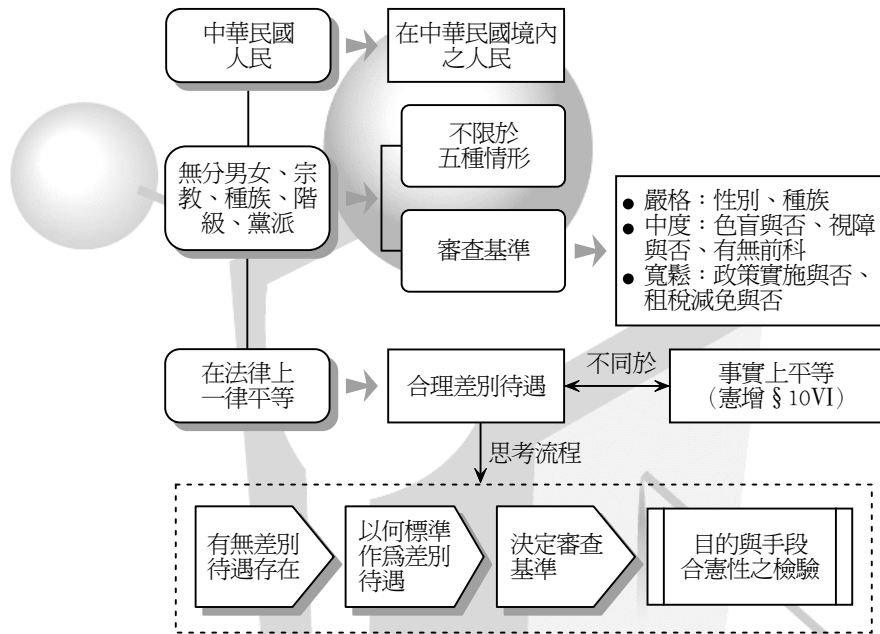 中華民國
人民
在中華民國境內
之人民
無分男女、宗
教、種族、階
級、黨派
不限於
五種情形
審查基準
● 嚴格：性別、種族
● 中度：色盲與否、視障
與否、有無前科
● 寬鬆：政策實施與否、
租稅減免與否
在法律上
一律平等
合理差別待遇
不同於
事實上平等
（憲增§10VI）
思考流程
有無差別
待遇存在
以何標準
作為差別
待遇
決定審查
基準
目的與手段
合憲性之檢驗